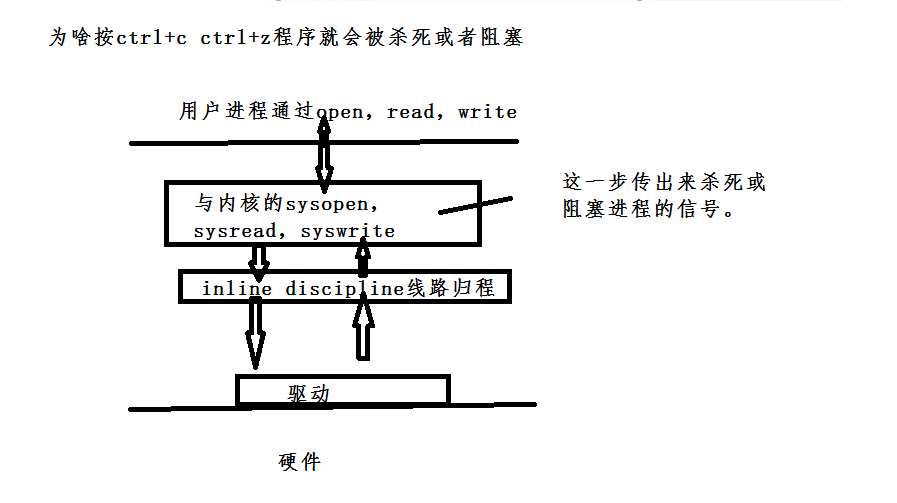 为啥按ctrl+c ctrl+z程序就会被杀死或者阻塞
用户进程通过open，read，write
与内核的sysopen，
sysread，syswrite
这一步传出来杀死或
阻塞进程的信号。
inline discipline线路归程
驱动
硬件